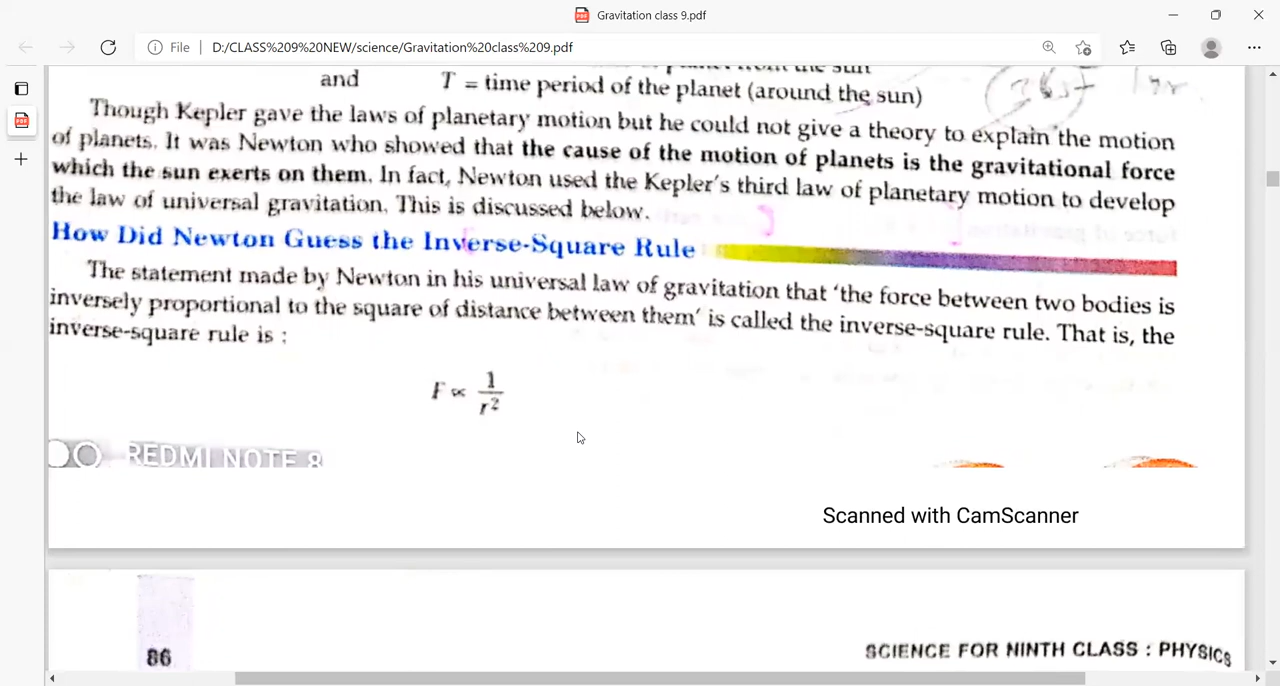 Gravitation class 9.pdf
File | D:/CLASS%209%20NEW/science/Gravitation%20class%209.pdf
from the sun
and T = time period of the planet (around the sun)
Though Kepler gave the laws of planetary motion but he could not give a theory to explain the motion
of planets. It was Newton who showed that the cause of the motion of planets is the gravitational force
which the sun exerts on them. In fact, Newton used the Kepler's third law of planetary motion to develop
the law of universal gravitation. This is discussed below.
How Did Newton Guess the Inverse-Square Rule
The statement made by Newton in his universal law of gravitation that 'the force between two bodies is
inversely proportional to the square of distance between them' is called the inverse-square rule. That is, the
inverse-square rule is :
F ∝ 1/r²
REDMI NOTE 8
Scanned with CamScanner
86
SCIENCE FOR NINTH CLASS : PHYSICS